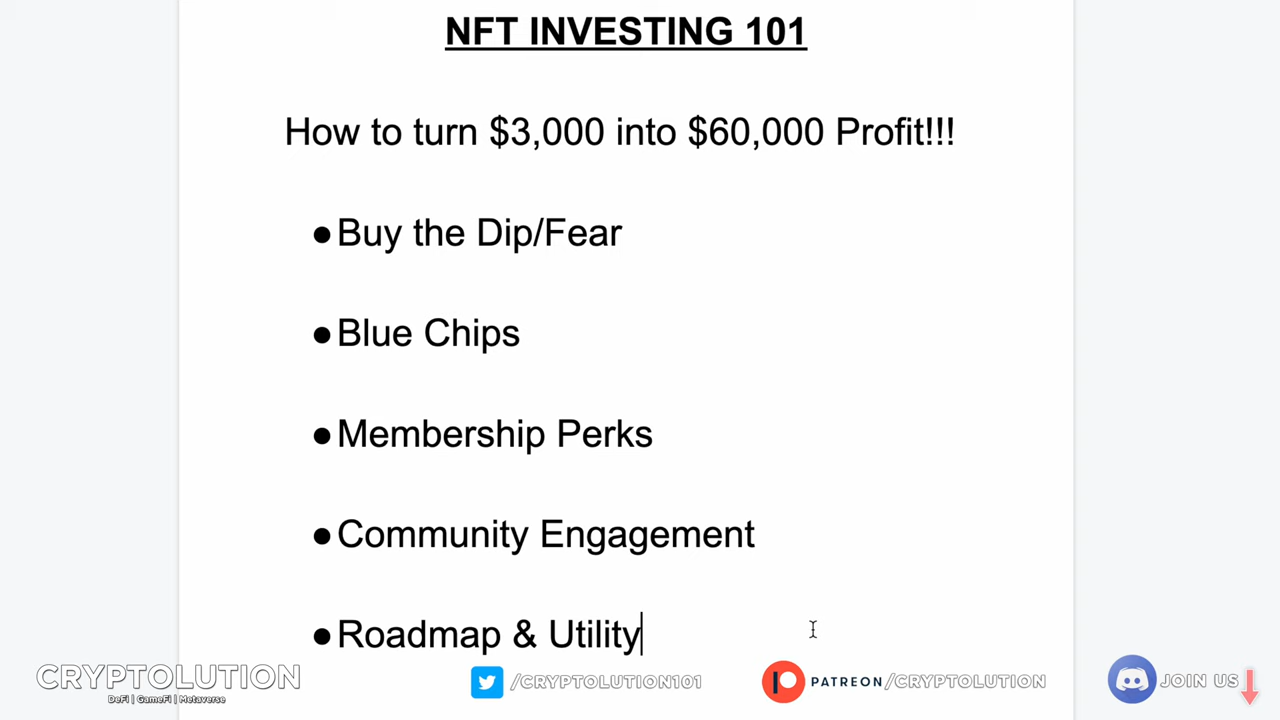 NFT INVESTING 101
How to turn $3,000 into $60,000 Profit!!!
●Buy the Dip/Fear
●Blue Chips
●Membership Perks
●Community Engagement
●Roadmap & Utility
CRYPTOLUTION
DeFi | GameFi | Metaverse
/CRYPTOLUTION101
PATREON/CRYPTOLUTION
JOIN US